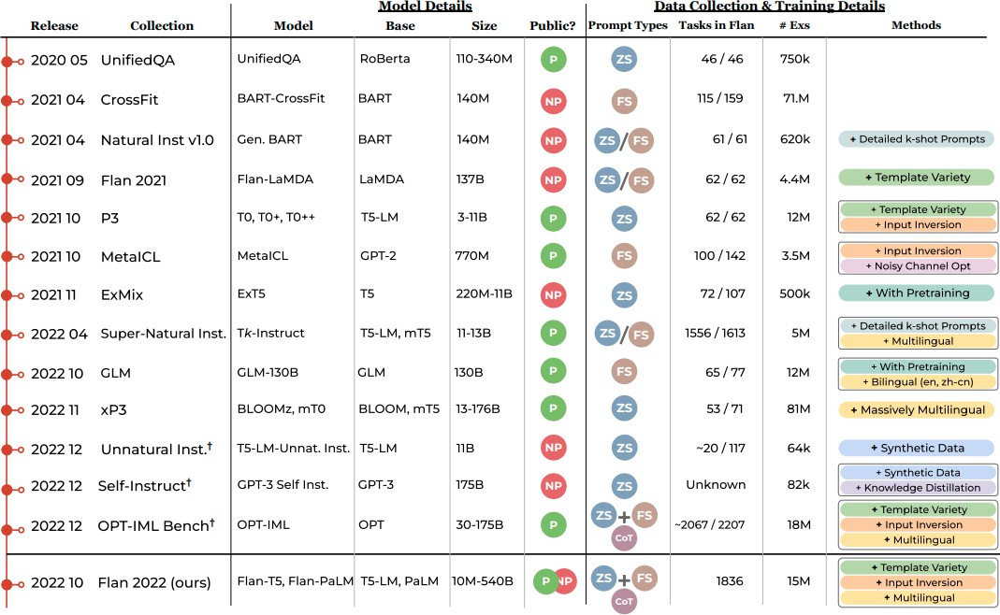 Model Details Data Collection & Training Details
Release Collection Model Base Size Public? Prompt Types Tasks in Flan # Exs Methods
2020 05 UnifiedQA UnifiedQA RoBerta 110-340M P ZS 46 / 46 750k
2021 04 CrossFit BART-CrossFit BART 140M NP FS 115 / 159 71.M
2021 04 Natural Inst v1.0 Gen. BART BART 140M NP ZS / FS 61 / 61 620k + Detailed k-shot Prompts
2021 09 Flan 2021 Flan-LaMDA LaMDA 137B NP ZS / FS 62 / 62 4.4M + Template Variety
2021 10 P3 T0, T0+, T0++ T5-LM 3-11B P ZS 62 / 62 12M + Template Variety
+ Input Inversion
2021 10 MetaICL MetaICL GPT-2 770M P FS 100 / 142 3.5M + Input Inversion
+ Noisy Channel Opt
2021 11 ExMix ExT5 T5 220M-11B NP ZS 72 / 107 500k + With Pretraining
2022 04 Super-Natural Inst. Tk-Instruct T5-LM, mT5 11-13B P ZS / FS 1556 / 1613 5M + Detailed k-shot Prompts
+ Multilingual
2022 10 GLM GLM-130B GLM 130B P FS 65 / 77 12M + With Pretraining
+ Bilingual (en, zh-cn)
2022 11 xP3 BLOOMz, mT0 BLOOM, mT5 13-176B P ZS 53 / 71 81M + Massively Multilingual
2022 12 Unnatural Inst.† T5-LM-Unnat. Inst. T5-LM 11B NP ZS ~20 / 117 64k + Synthetic Data
2022 12 Self-Instruct† GPT-3 Self Inst. GPT-3 175B NP ZS Unknown 82k + Synthetic Data
+ Knowledge Distillation
2022 12 OPT-IML Bench† OPT-IML OPT 30-175B P ZS + FS CoT ~2067 / 2207 18M + Template Variety
+ Input Inversion
+ Multilingual
2022 10 Flan 2022 (ours) Flan-T5, Flan-PaLM T5-LM, PaLM 10M-540B P NP ZS + FS CoT 1836 15M + Template Variety
+ Input Inversion
+ Multilingual